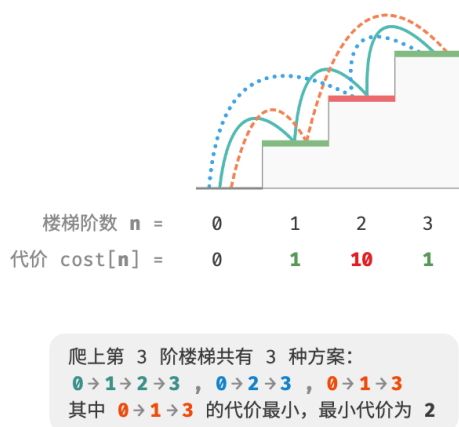 楼梯阶数 n = 0 1 2 3
代价 cost[n] = 0 1 10 1
爬上第 3 阶楼梯共有 3 种方案：
0→1→2→3 , 0→2→3 , 0→1→3
其中 0→1→3 的代价最小，最小代价为 2